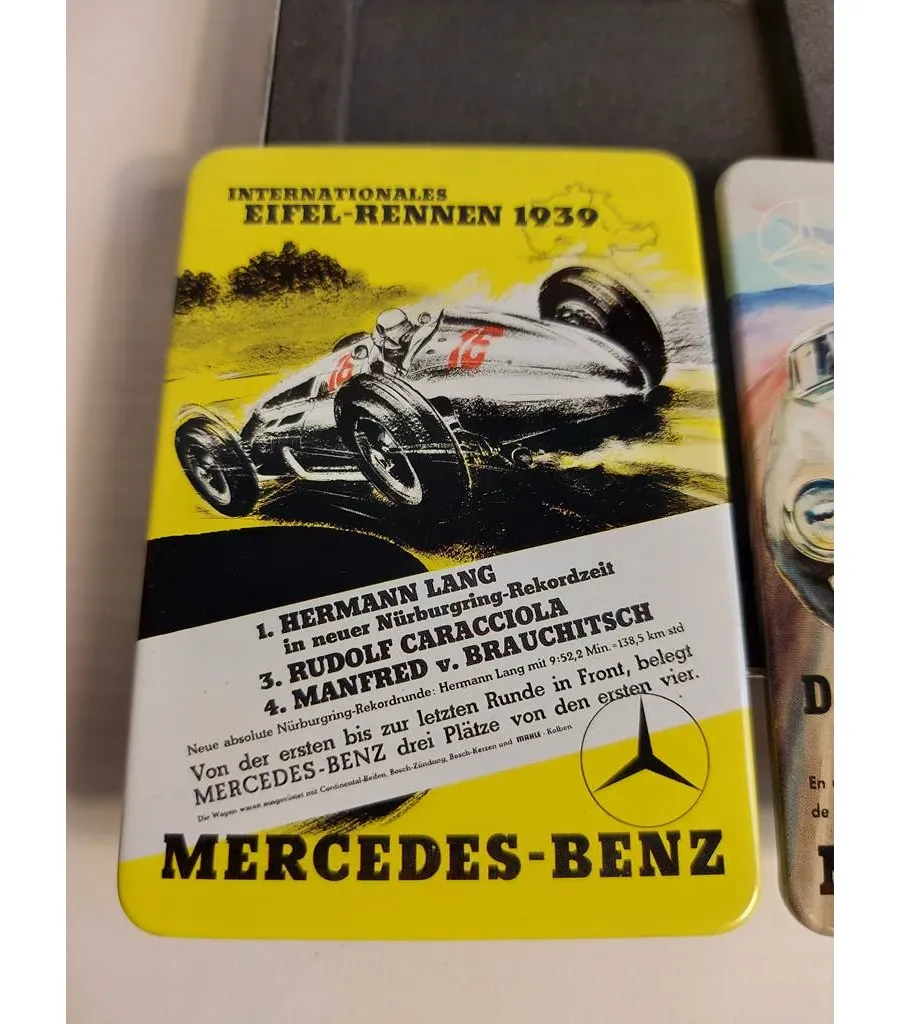 INTERNATIONALES
EIFEL-RENNEN 1939
16
16
1. HERMANN LANG
in neuer Nürburgring-Rekordzeit
3. RUDOLF CARACCIOLA
4. MANFRED v. BRAUCHITSCH
Neue absolute Nürburgring-Rekordrunde: Hermann Lang mit 9:52,2 Min.=138,5 km/std
Von der ersten bis zur letzten Runde in Front, belegt
MERCEDES-BENZ drei Plätze von den ersten vier.
Die Wagen waren ausgerüstet mit Continental-Reifen, Bosch-Zündung, Bosch-Kerzen und MAHLE-Kolben
MERCEDES-BENZ
D
En
de